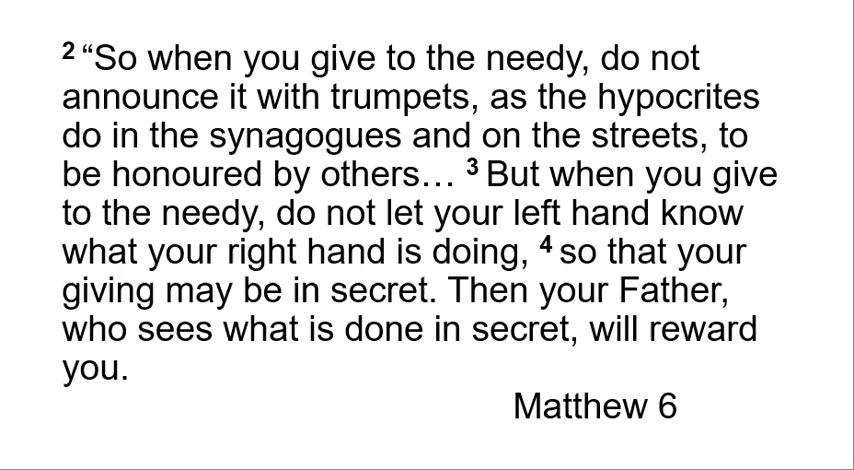 2 “So when you give to the needy, do not
announce it with trumpets, as the hypocrites
do in the synagogues and on the streets, to
be honoured by others… 3 But when you give
to the needy, do not let your left hand know
what your right hand is doing, 4 so that your
giving may be in secret. Then your Father,
who sees what is done in secret, will reward
you.
Matthew 6